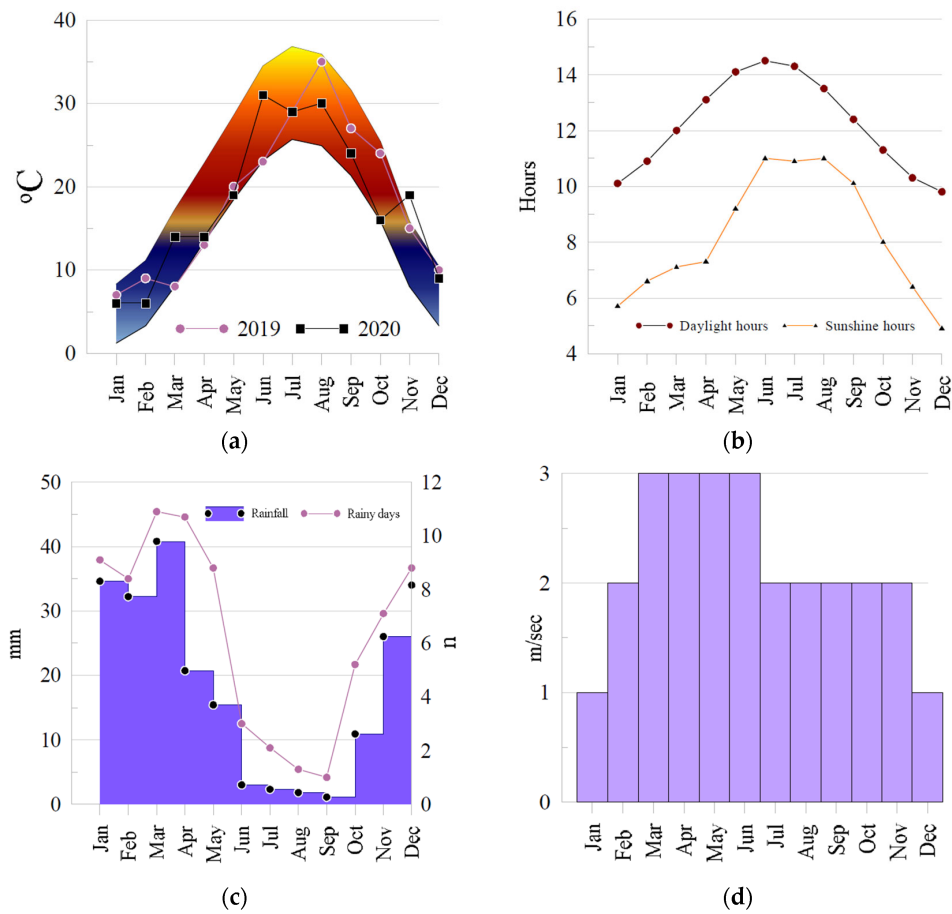 40
30
20
10
0
ºC
2019
2020
Jan
Feb
Mar
Apr
May
Jun
Jul
Aug
Sep
Oct
Nov
Dec
(a)
16
14
12
10
8
6
4
Hours
Daylight hours
Sunshine hours
Jan
Feb
Mar
Apr
May
Jun
Jul
Aug
Sep
Oct
Nov
Dec
(b)
50
40
30
20
10
0
mm
Rainfall
Rainy days
12
10
8
6
4
2
0
n
Jan
Feb
Mar
Apr
May
Jun
Jul
Aug
Sep
Oct
Nov
Dec
(c)
3
2
1
0
m/sec
Jan
Feb
Mar
Apr
May
Jun
Jul
Aug
Sep
Oct
Nov
Dec
(d)